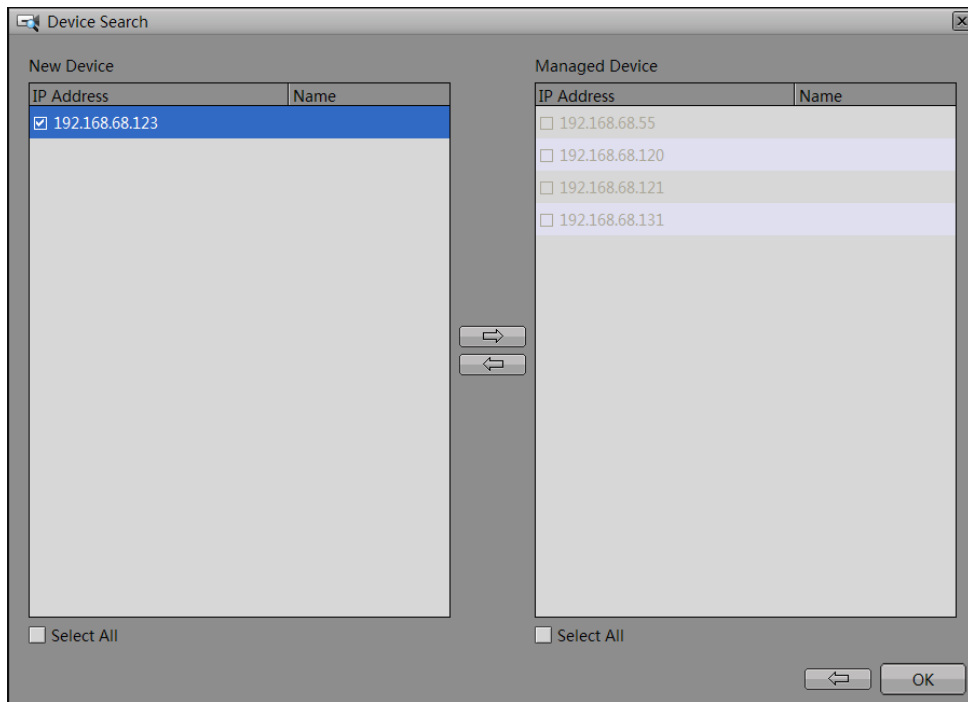 Device Search
New Device
IP Address Name
192.168.68.123
Select All
Managed Device
IP Address Name
192.168.68.55
192.168.68.120
192.168.68.121
192.168.68.131
Select All
OK